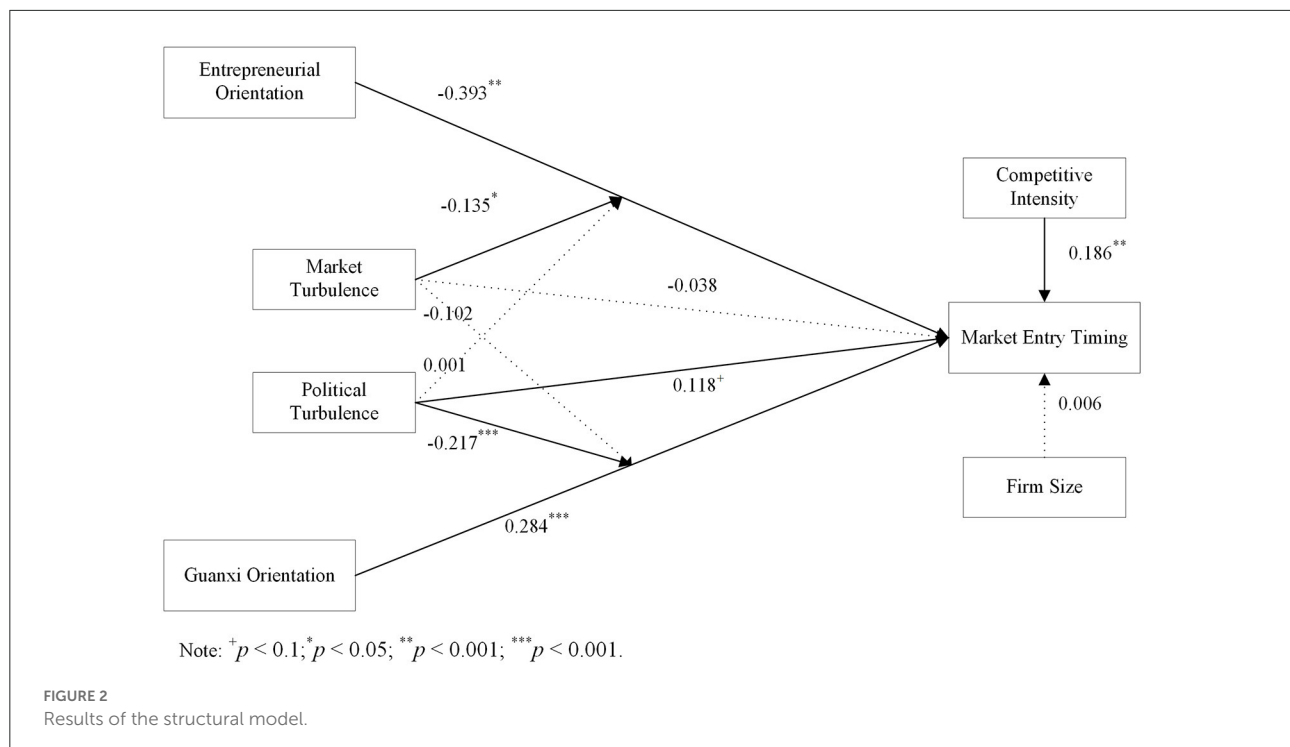 Entrepreneurial
Orientation
-0.393**
Competitive
Intensity
-0.135*
0.186**
Market
Turbulence
-0.038
-0.102
Market Entry Timing
0.001
Political
Turbulence
0.118+
0.006
-0.217***
Firm Size
0.284***
Guanxi Orientation
Note: +p < 0.1;*p < 0.05; **p < 0.001; ***p < 0.001.
FIGURE 2
Results of the structural model.